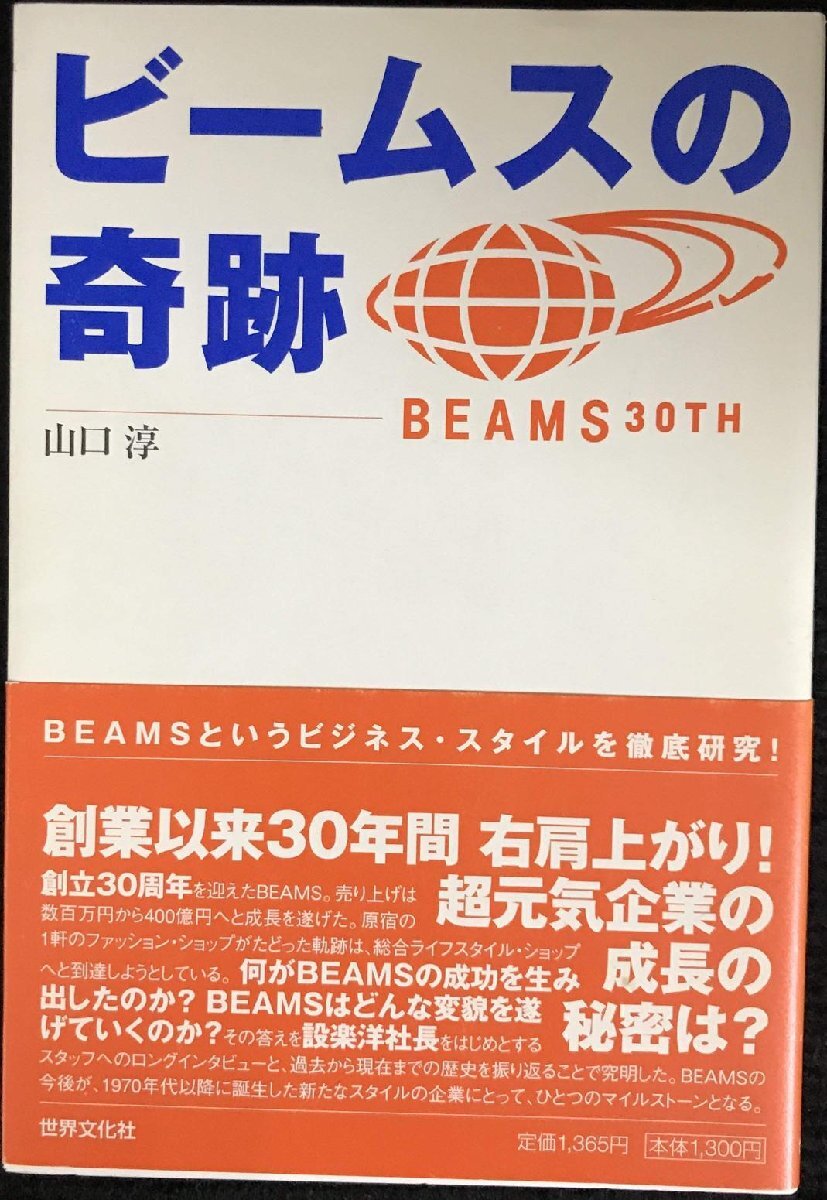 ビームスの
奇跡
BEAMS 30TH
山口 淳
BEAMSというビジネス・スタイルを徹底研究!
創業以来30年間 右肩上がり!
超元気企業の
成長の
秘密は?
創立30周年を迎えたBEAMS。売り上げは
数百万円から400億円へと成長を遂げた。原宿の
1軒のファッション・ショップがたどった軌跡は、総合ライフスタイル・ショップ
へと到達しようとしている。何がBEAMSの成功を生み
出したのか? BEAMSはどんな変貌を遂
げていくのか? その答えを設楽洋社長をはじめとする
スタッフへのロングインタビューと、過去から現在までの歴史を振り返ることで究明した。BEAMSの
今後が、1970年代以降に誕生した新たなスタイルの企業にとって、ひとつのマイルストーンとなる。
世界文化社
定価1,365円 本体1,300円